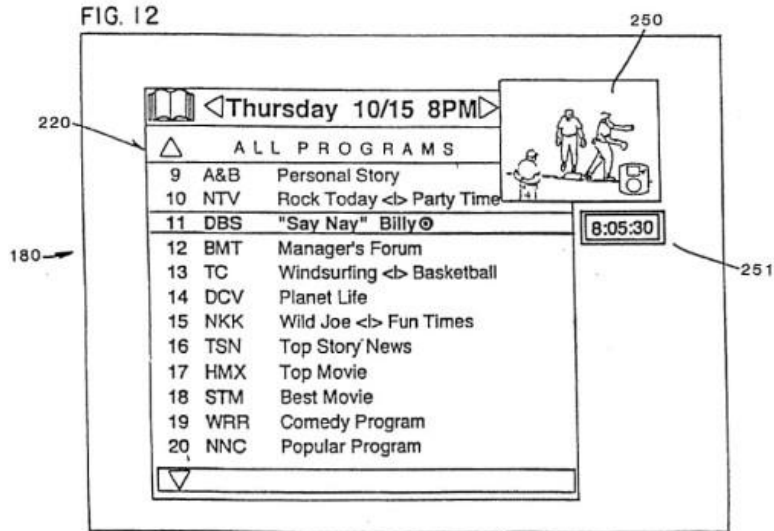 FIG. 12
250
220
Thursday 10/15 8PM
ALL PROGRAMS
9 A&B Personal Story
10 NTV Rock Today <|> Party Time
11 DBS "Say Nay" Billy◎
8:05:30
180
251
12 BMT Manager's Forum
13 TC Windsurfing <|> Basketball
14 DCV Planet Life
15 NKK Wild Joe <|> Fun Times
16 TSN Top Story News
17 HMX Top Movie
18 STM Best Movie
19 WRR Comedy Program
20 NNC Popular Program